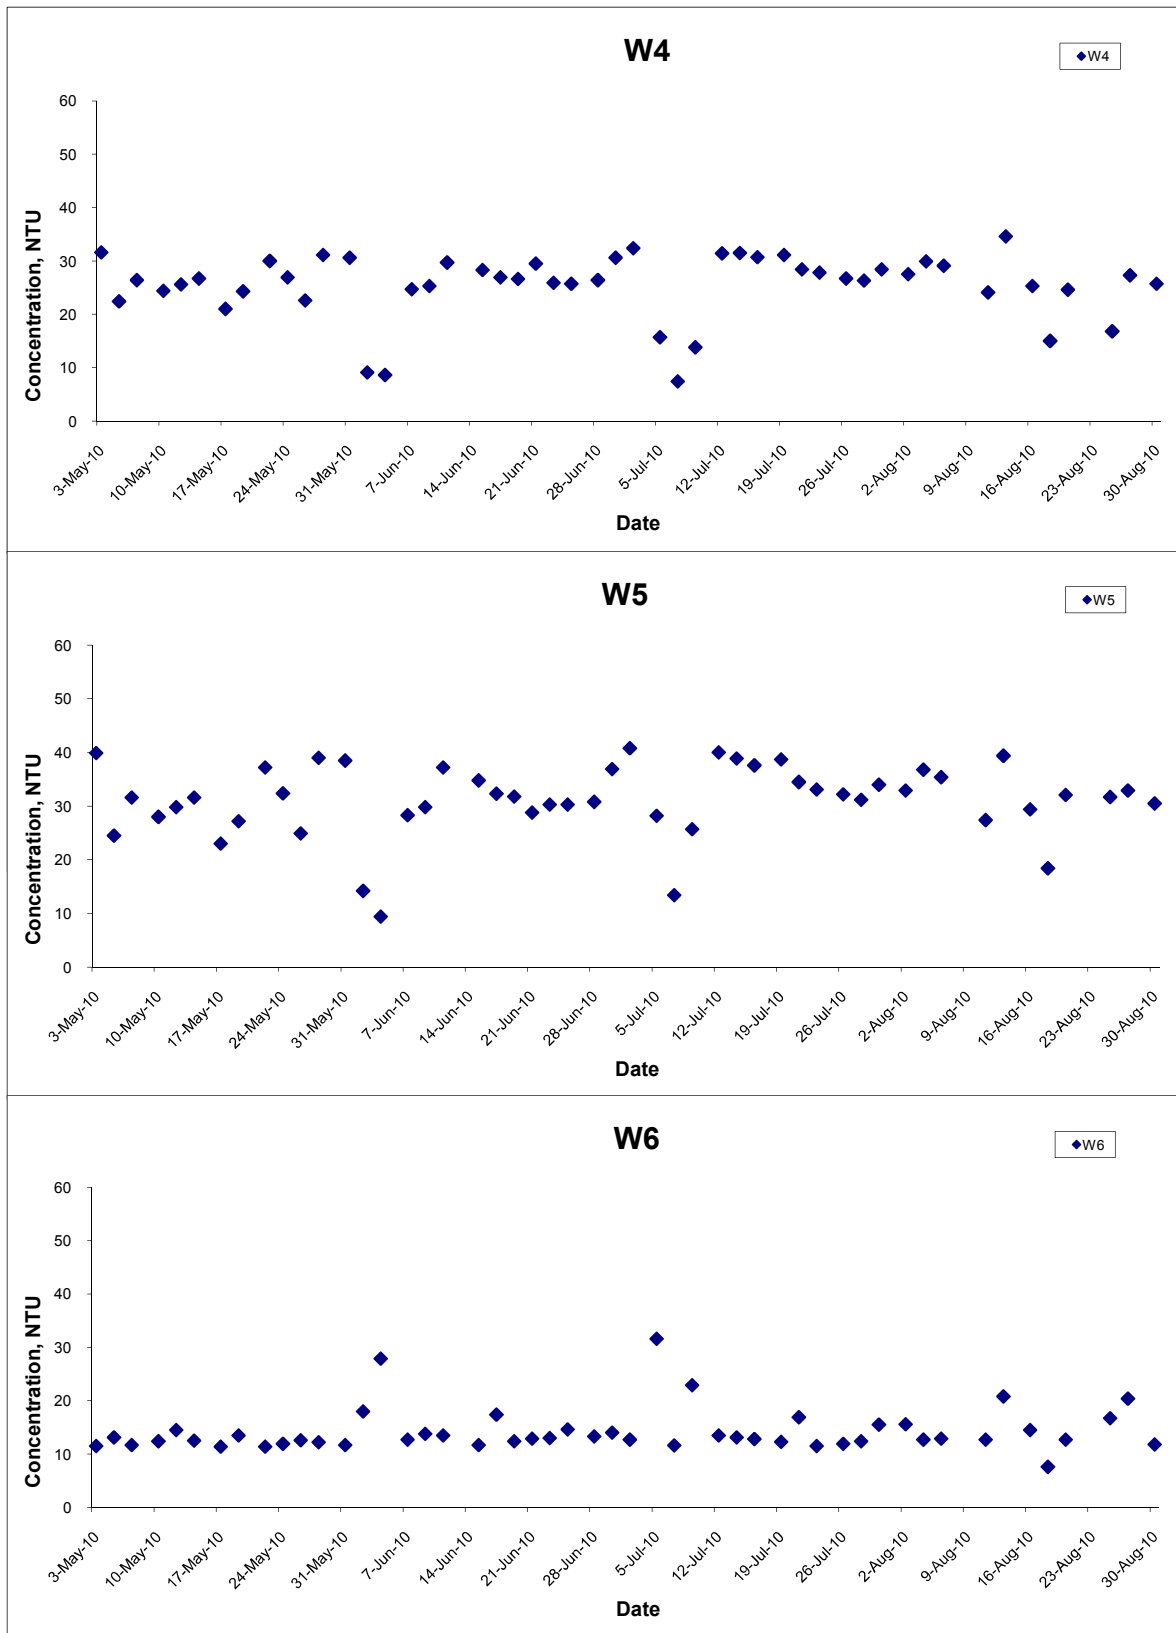 W4
W4
60
50
40
30
20
10
0
Concentration, NTU
3-May-10
10-May-10
17-May-10
24-May-10
31-May-10
7-Jun-10
14-Jun-10
21-Jun-10
28-Jun-10
5-Jul-10
12-Jul-10
19-Jul-10
26-Jul-10
2-Aug-10
9-Aug-10
16-Aug-10
23-Aug-10
30-Aug-10
Date
W5
W5
60
50
40
30
20
10
0
Concentration, NTU
3-May-10
10-May-10
17-May-10
24-May-10
31-May-10
7-Jun-10
14-Jun-10
21-Jun-10
28-Jun-10
5-Jul-10
12-Jul-10
19-Jul-10
26-Jul-10
2-Aug-10
9-Aug-10
16-Aug-10
23-Aug-10
30-Aug-10
Date
W6
W6
60
50
40
30
20
10
0
Concentration, NTU
3-May-10
10-May-10
17-May-10
24-May-10
31-May-10
7-Jun-10
14-Jun-10
21-Jun-10
28-Jun-10
5-Jul-10
12-Jul-10
19-Jul-10
26-Jul-10
2-Aug-10
9-Aug-10
16-Aug-10
23-Aug-10
30-Aug-10
Date